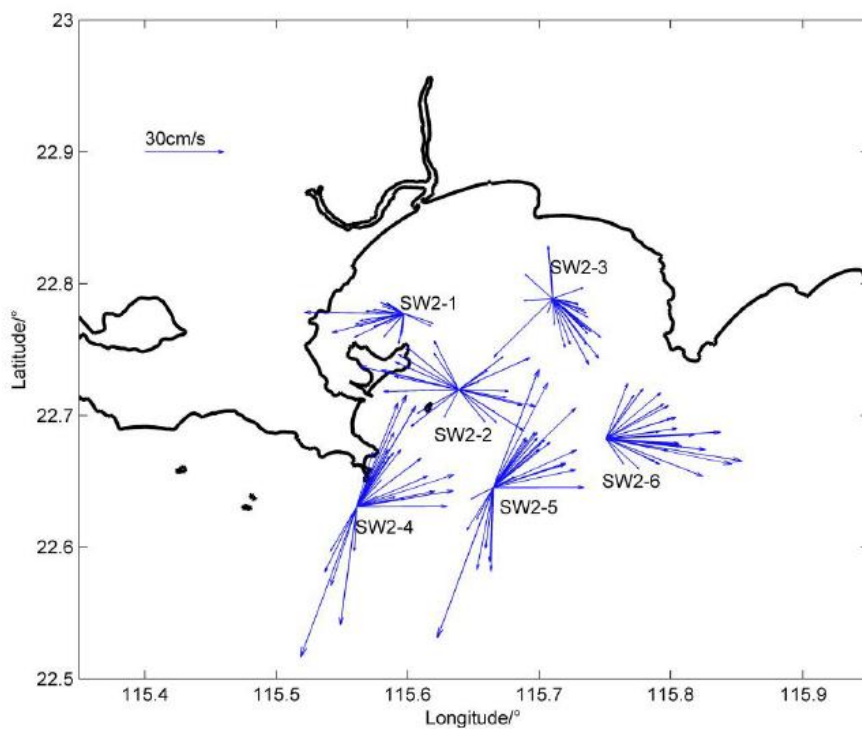 23
30cm/s
22.9
SW2-3
22.8
SW2-1
Latitude/°
22.7
SW2-2
SW2-6
SW2-5
SW2-4
22.6
22.5
115.4 115.5 115.6 115.7 115.8 115.9
Longitude/°